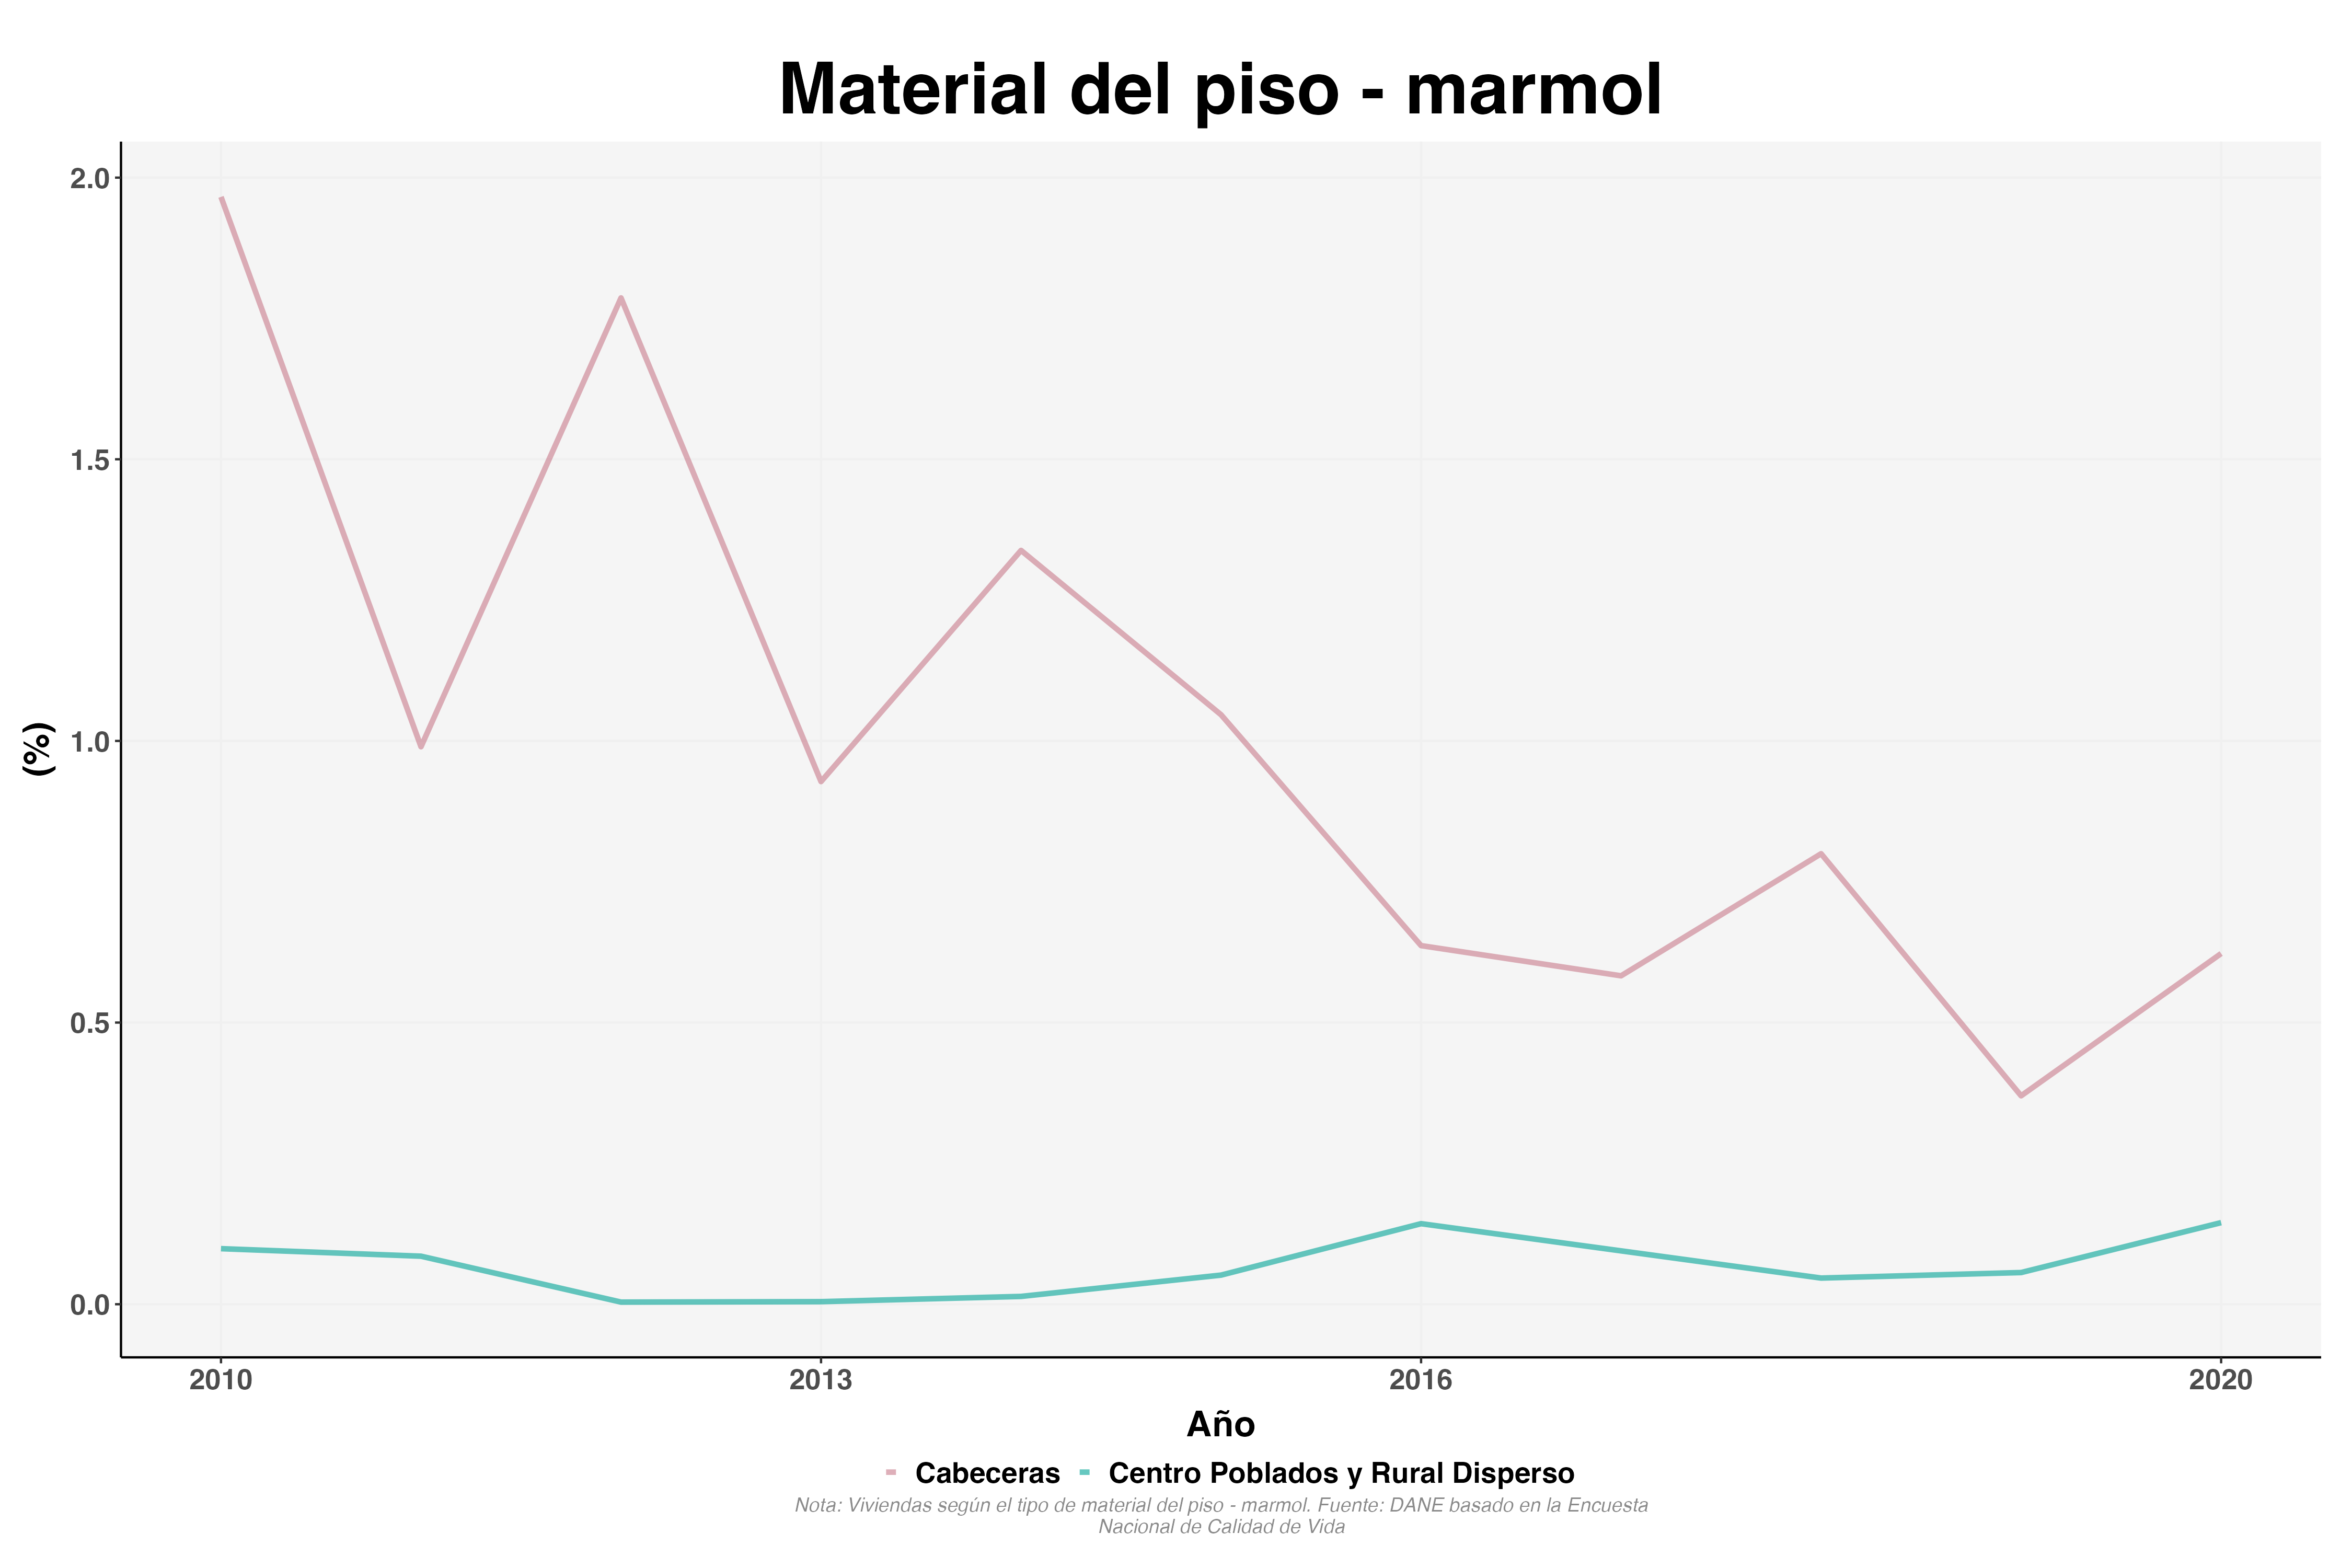 Material del piso - marmol
2.0
1.5
1.0
0.5
0.0
(%)
2010 2013 2016 2020
Año
Cabeceras Centro Poblados y Rural Disperso
Nota: Viviendas según el tipo de material del piso - marmol. Fuente: DANE basado en la Encuesta
Nacional de Calidad de Vida